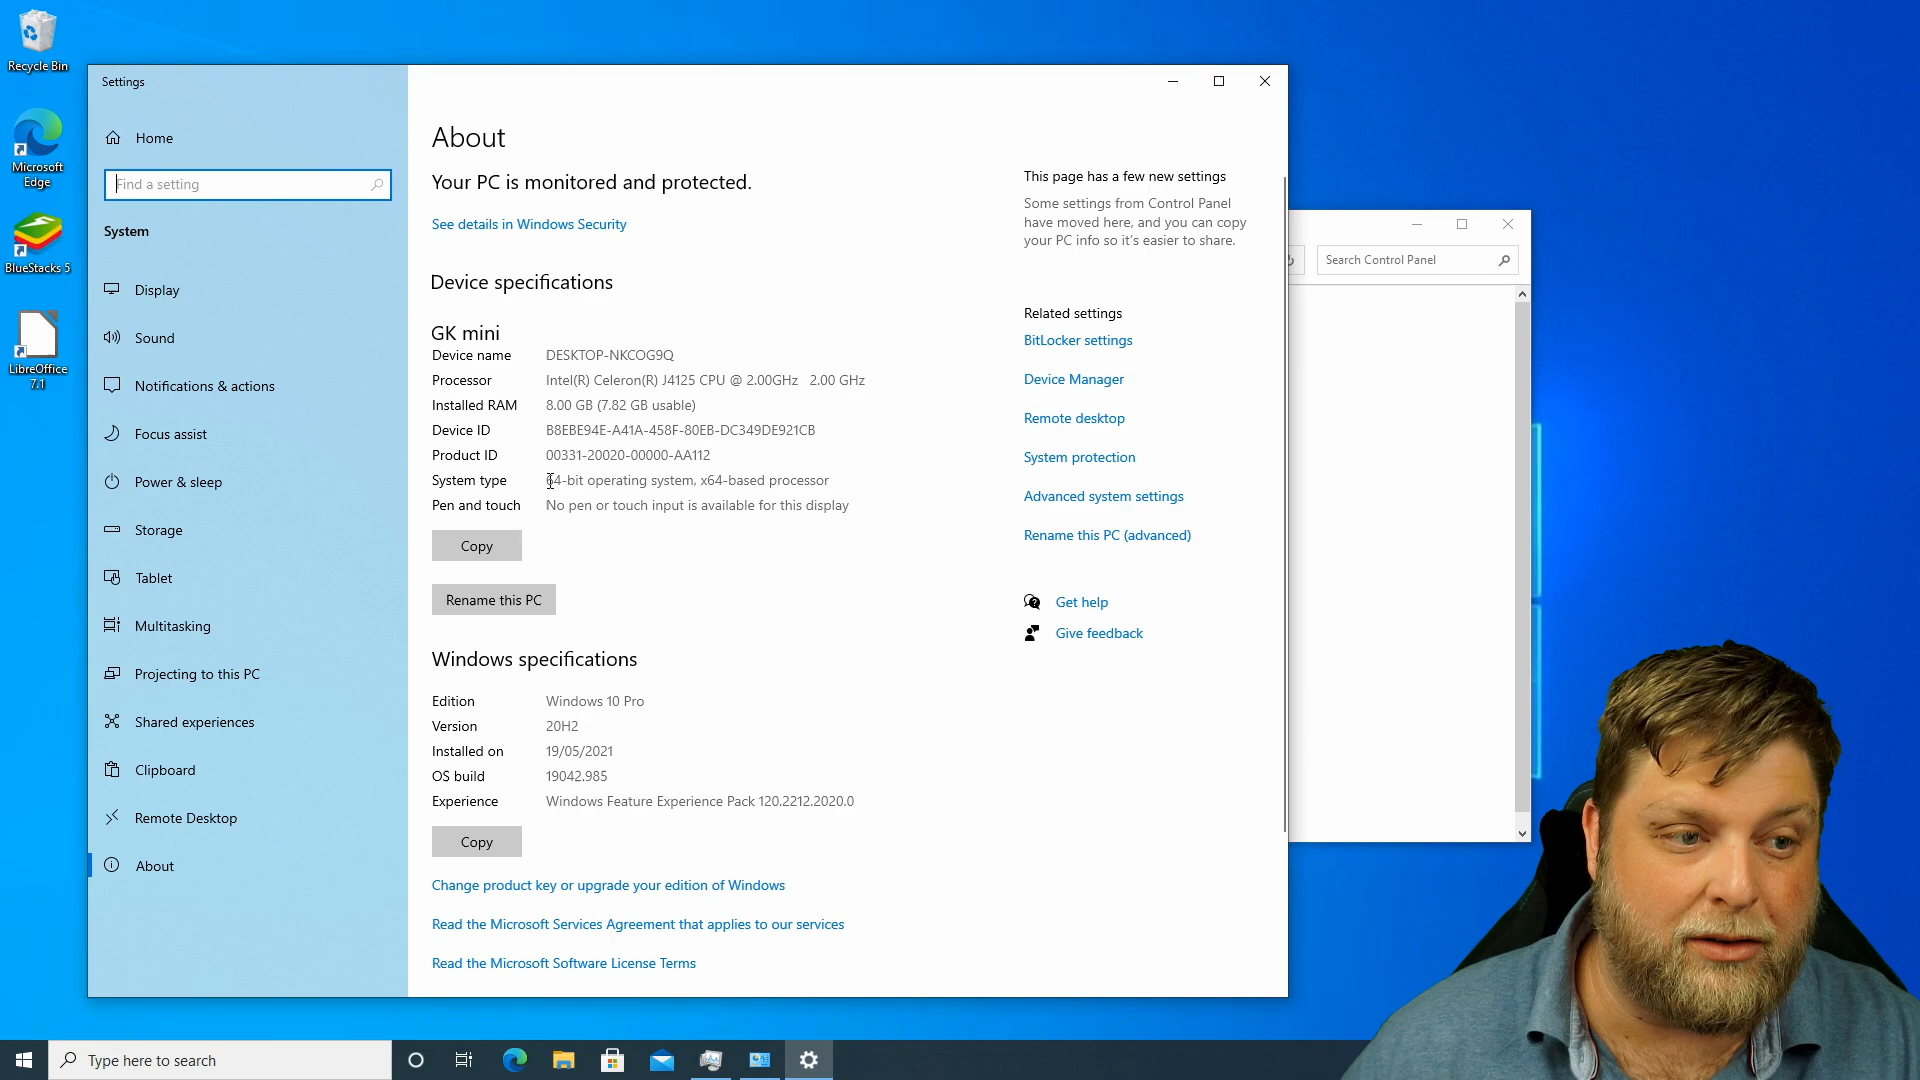 Recycle Bin
Microsoft
Edge
BlueStacks 5
LibreOffice
7.1
Settings
Home
Find a setting
System
Display
Sound
Notifications & actions
Focus assist
Power & sleep
Storage
Tablet
Multitasking
Projecting to this PC
Shared experiences
Clipboard
Remote Desktop
About
About
Your PC is monitored and protected.
See details in Windows Security
Device specifications
GK mini
Device name DESKTOP-NKCOG9Q
Processor Intel(R) Celeron(R) J4125 CPU @ 2.00GHz 2.00 GHz
Installed RAM 8.00 GB (7.82 GB usable)
Device ID B8EBE94E-A41A-458F-80EB-DC349DE921CB
Product ID 00331-20020-00000-AA112
System type 64-bit operating system, x64-based processor
Pen and touch No pen or touch input is available for this display
Copy
Rename this PC
Windows specifications
Edition Windows 10 Pro
Version 20H2
Installed on 19/05/2021
OS build 19042.985
Experience Windows Feature Experience Pack 120.2212.2020.0
Copy
Change product key or upgrade your edition of Windows
Read the Microsoft Services Agreement that applies to our services
Read the Microsoft Software License Terms
This page has a few new settings
Some settings from Control Panel
have moved here, and you can copy
your PC info so it's easier to share.
Related settings
BitLocker settings
Device Manager
Remote desktop
System protection
Advanced system settings
Rename this PC (advanced)
Get help
Give feedback
Search Control Panel
Type here to search